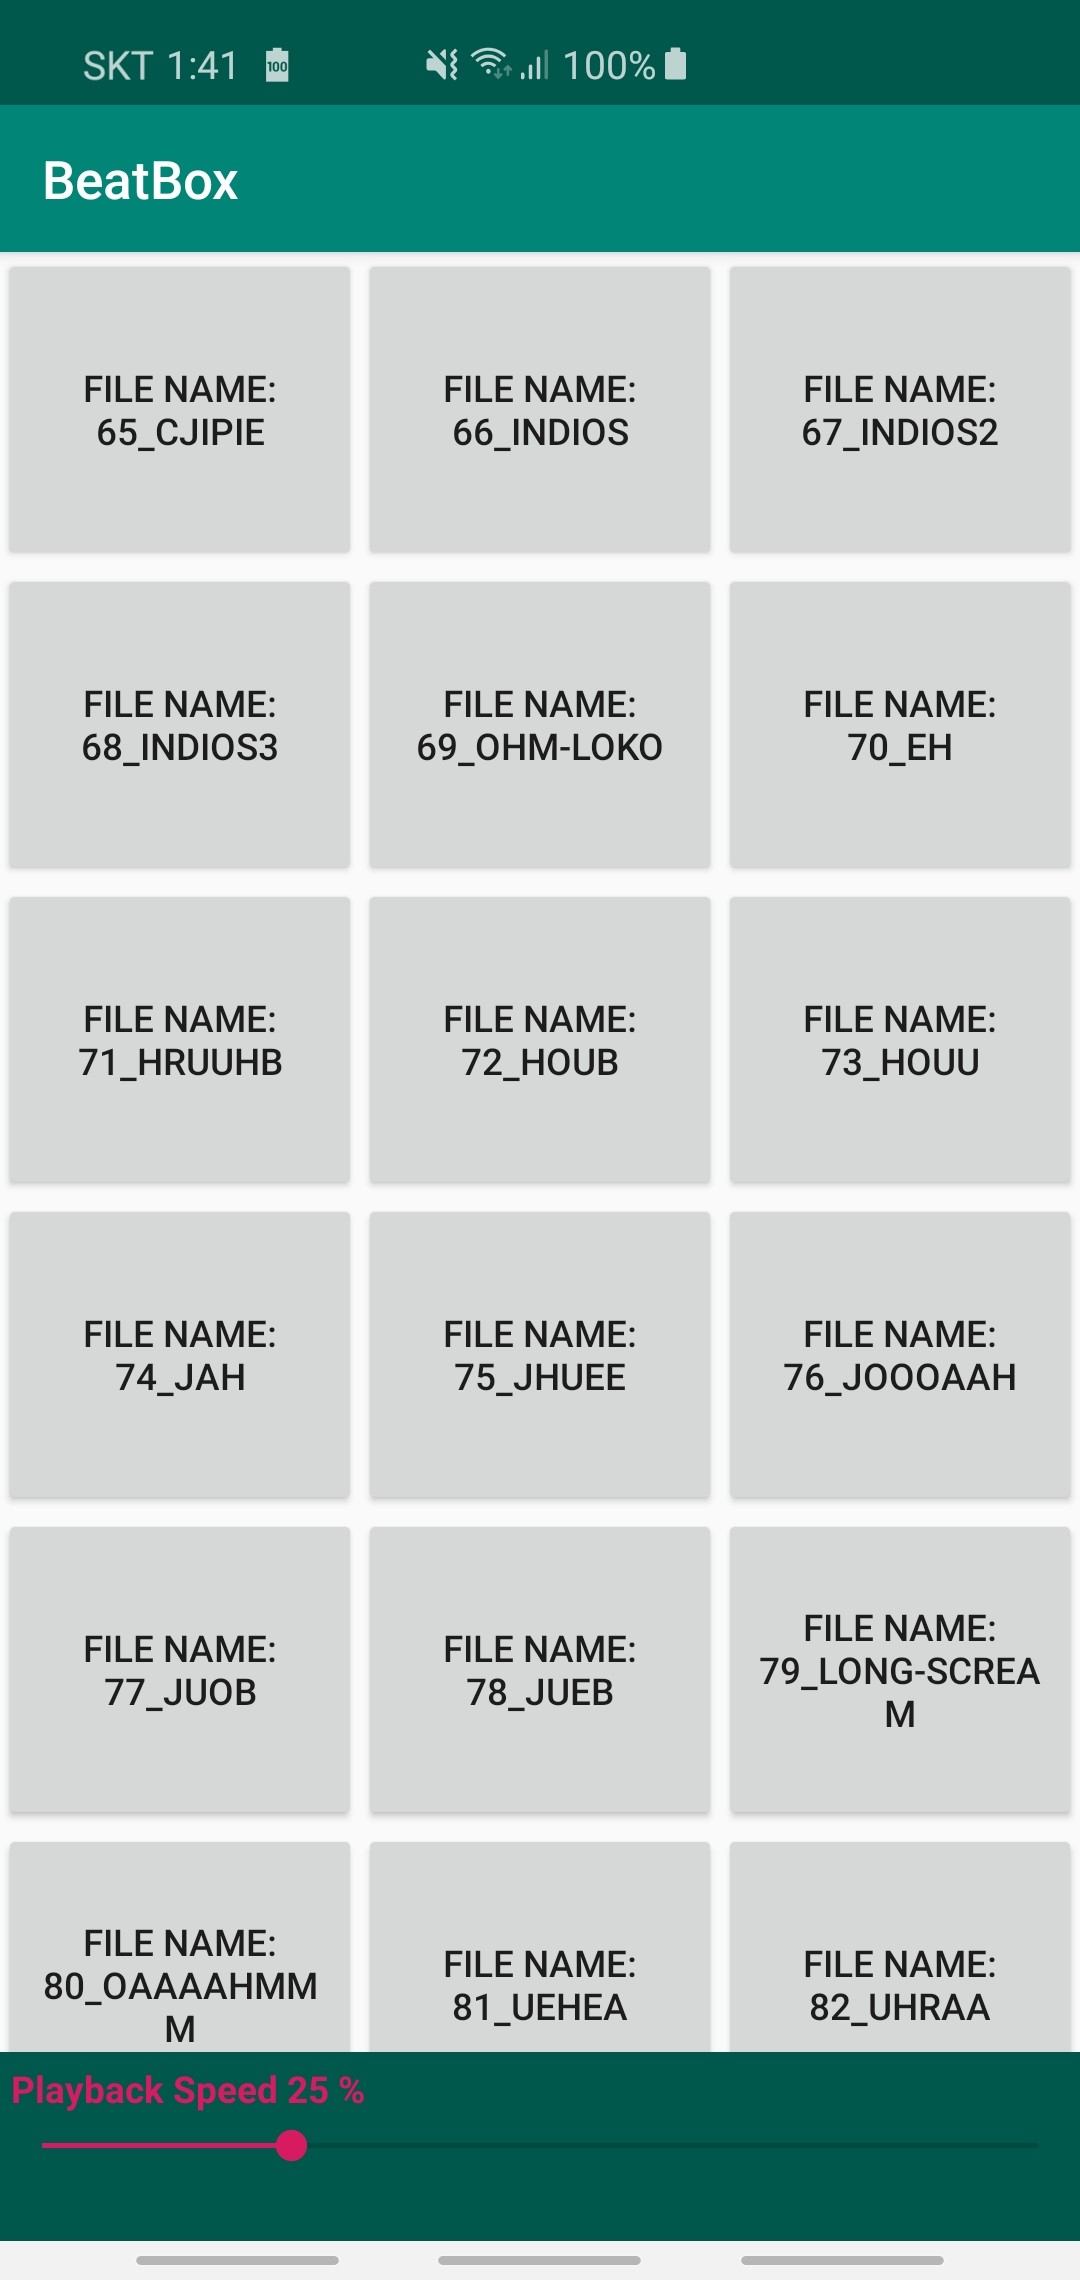 SKT 1:41 100 100%
BeatBox
FILE NAME:
65_CJIPIE
FILE NAME:
66_INDIOS
FILE NAME:
67_INDIOS2
FILE NAME:
68_INDIOS3
FILE NAME:
69_OHM-LOKO
FILE NAME:
70_EH
FILE NAME:
71_HRUUHB
FILE NAME:
72_HOUB
FILE NAME:
73_HOUU
FILE NAME:
74_JAH
FILE NAME:
75_JHUEE
FILE NAME:
76_JOOOAAH
FILE NAME:
77_JUOB
FILE NAME:
78_JUEB
FILE NAME:
79_LONG-SCREA
M
FILE NAME:
80_OAAAAHMM
M
FILE NAME:
81_UEHEA
FILE NAME:
82_UHRAA
Playback Speed 25 %